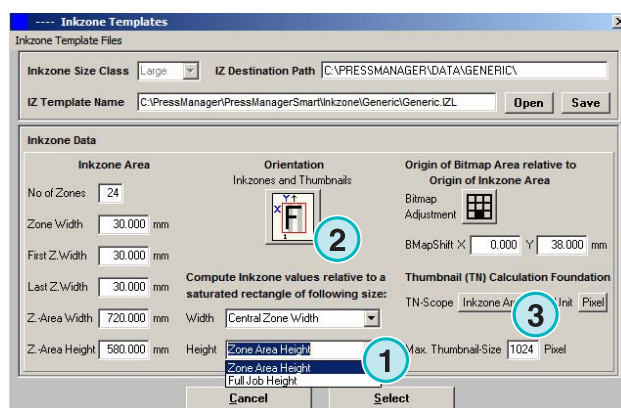 ---- Inkzone Templates
Inkzone Template Files
Inkzone Size Class Large IZ Destination Path C:\PRESSMANAGER\DATA\GENERIC\
IZ Template Name C:\PressManager\PressManagerSmart\Inkzone\Generic\Generic.IZL Open Save
Inkzone Data
Inkzone Area
No of Zones 24
Zone Width 30.000 mm
First Z.Width 30.000 mm
Last Z.Width 30.000 mm
Z.-Area Width 720.000 mm
Z.-Area Height 580.000 mm
Orientation
Inkzones and Thumbnails
Y
X F
1
2
Compute Inkzone values relative to a
saturated rectangle of following size:
Width Central Zone Width
Height Zone Area Height
Zone Area Height
Full Job Height
1
Origin of Bitmap Area relative to
Origin of Inkzone Area
Bitmap
Adjustment
BMapShift X 0.000 Y 38.000 mm
Thumbnail (TN) Calculation Foundation
TN-Scope Inkzone Unit Pixel
3
Max. Thumbnail-Size 1024 Pixel
Cancel Select